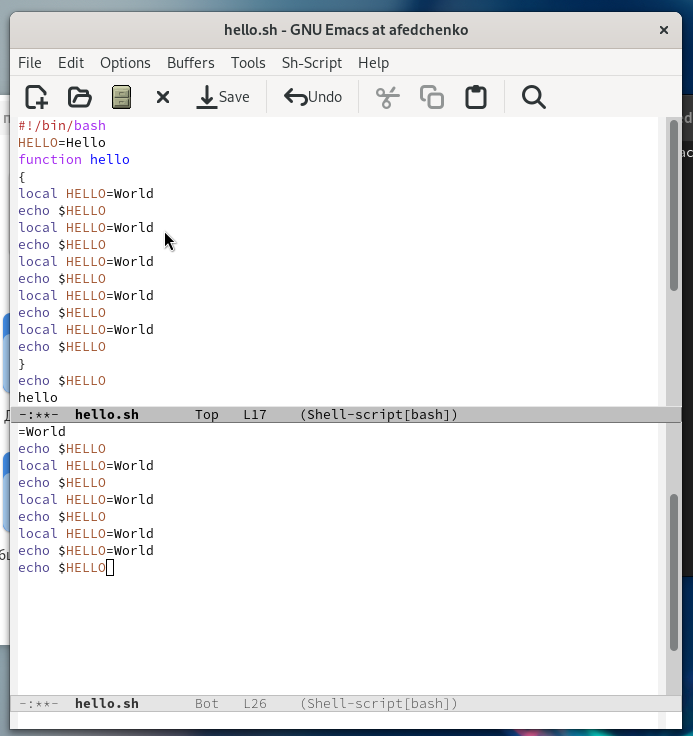 hello.sh - GNU Emacs at afedchenko
File Edit Options Buffers Tools Sh-Script Help
Save Undo
#!/bin/bash
HELLO=Hello
function hello
{
local HELLO=World
echo $HELLO
local HELLO=World
echo $HELLO
local HELLO=World
echo $HELLO
local HELLO=World
echo $HELLO
local HELLO=World
echo $HELLO
}
echo $HELLO
hello
-:**- hello.sh Top L17 (Shell-script[bash])
=World
echo $HELLO
local HELLO=World
echo $HELLO
local HELLO=World
echo $HELLO
local HELLO=World
echo $HELLO=World
echo $HELLO
-:**- hello.sh Bot L26 (Shell-script[bash])